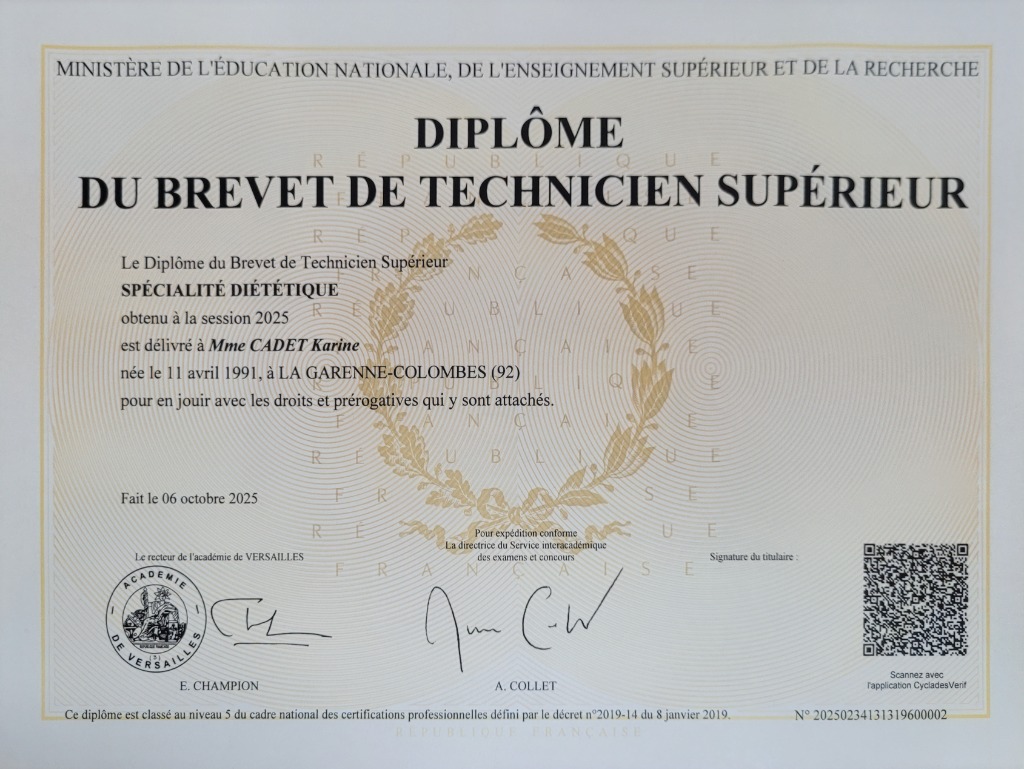 MINISTÈRE DE L'ÉDUCATION NATIONALE, DE L'ENSEIGNEMENT SUPÉRIEUR ET DE LA RECHERCHE
DIPLÔME
DU BREVET DE TECHNICIEN SUPÉRIEUR
Le Diplôme du Brevet de Technicien Supérieur
SPÉCIALITÉ DIÉTÉTIQUE
obtenu à la session 2025
est délivré à Mme CADET Karine
née le 11 avril 1991, à LA GARENNE-COLOMBES (92)
pour en jouir avec les droits et prérogatives qui y sont attachés.
Fait le 06 octobre 2025
Pour expédition conforme
La directrice du Service interacadémique
des examens et concours
Le recteur de l'académie de VERSAILLES
Signature du titulaire :
ACADEMIE
DE VERSAILLES
E. CHAMPION
A. COLLET
Scannez avec
l'application CycladesVerif
Ce diplôme est classé au niveau 5 du cadre national des certifications professionnelles défini par le décret n°2019-14 du 8 janvier 2019.
N° 20250234131319600002
RÉPUBLIQUE FRANÇAISE